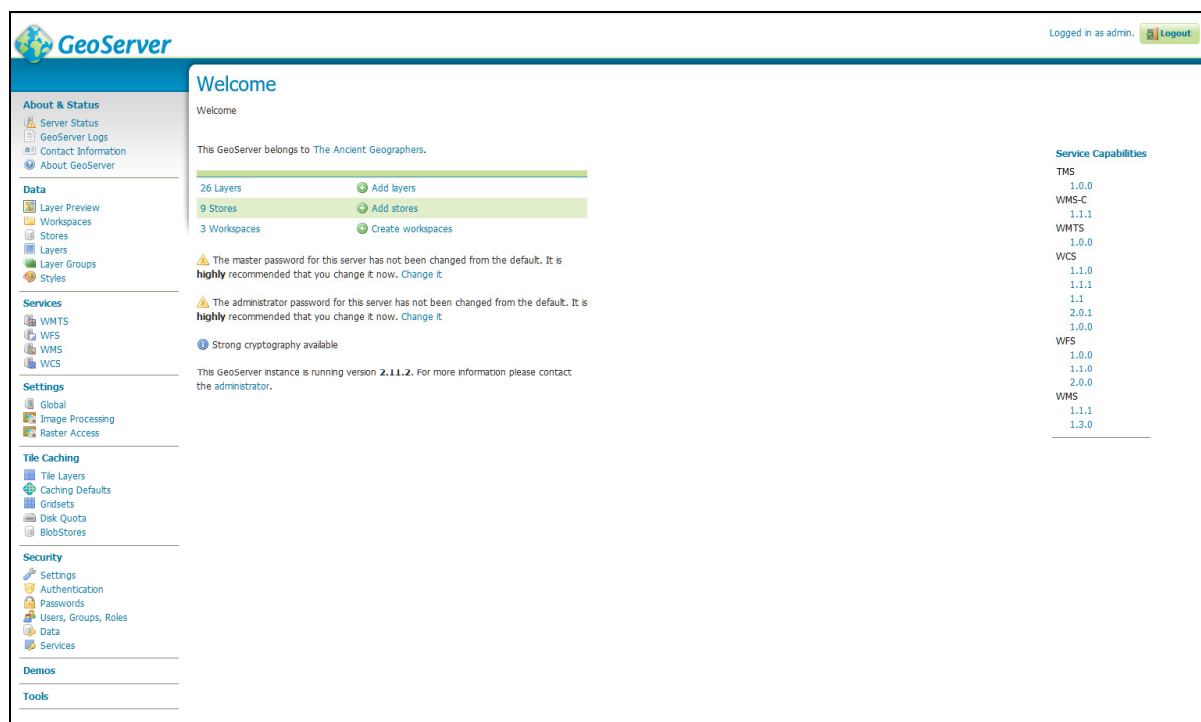 GeoServer
Logged in as admin.
Logout
About & Status
Server Status
GeoServer Logs
Contact Information
About GeoServer
Data
Layer Preview
Workspaces
Stores
Layers
Layer Groups
Styles
Services
WMTS
WFS
WMS
WCS
Settings
Global
Image Processing
Raster Access
Tile Caching
Tile Layers
Caching Defaults
Gridsets
Disk Quota
BlobStores
Security
Settings
Authentication
Passwords
Users, Groups, Roles
Data
Services
Demos
Tools
Welcome
Welcome
This GeoServer belongs to The Ancient Geographers.
26 Layers Add layers
9 Stores Add stores
3 Workspaces Create workspaces
The master password for this server has not been changed from the default. It is
highly recommended that you change it now. Change it
The administrator password for this server has not been changed from the default. It is
highly recommended that you change it now. Change it
Strong cryptography available
This GeoServer instance is running version 2.11.2. For more information please contact
the administrator.
Service Capabilities
TMS
1.0.0
WMS-C
1.1.1
WMTS
1.0.0
WCS
1.1.0
1.1.1
1.1
2.0.1
1.0.0
WFS
1.0.0
1.1.0
2.0.0
WMS
1.1.1
1.3.0